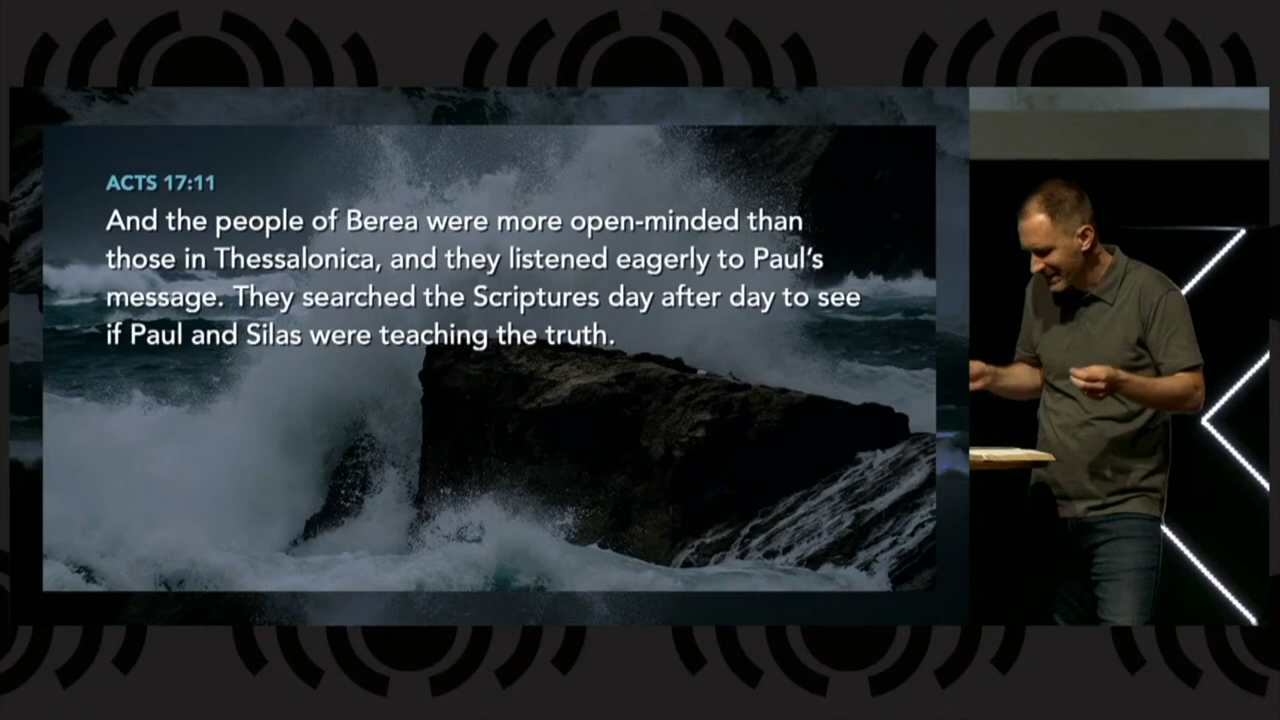 ACTS 17:11
And the people of Berea were more open-minded than
those in Thessalonica, and they listened eagerly to Paul's
message. They searched the Scriptures day after day to see
if Paul and Silas were teaching the truth.